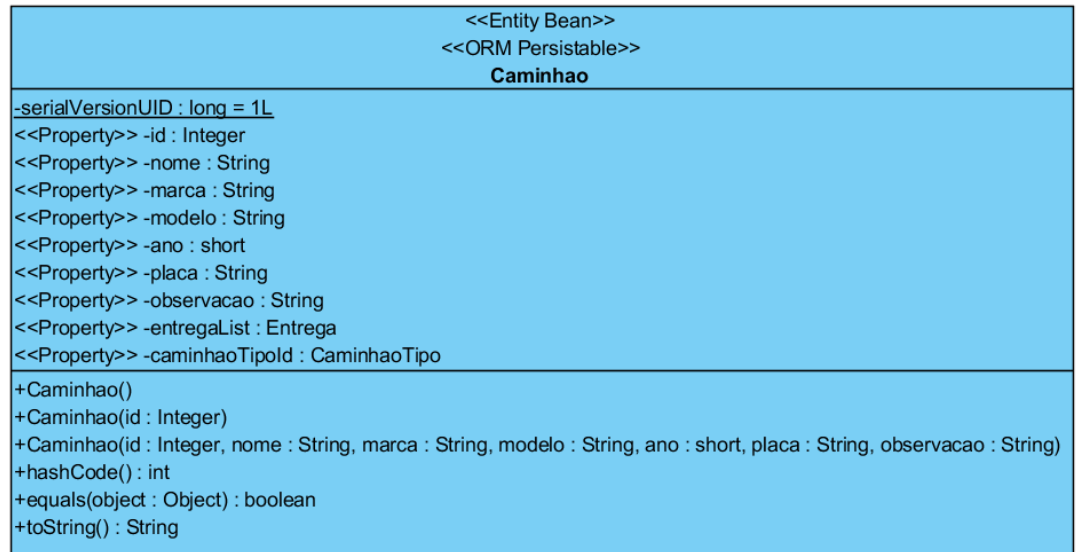 <<Entity Bean>>
<<ORM Persistable>>
Caminhao
-serialVersionUID : long = 1L
<<Property>> -id : Integer
<<Property>> -nome : String
<<Property>> -marca : String
<<Property>> -modelo : String
<<Property>> -ano : short
<<Property>> -placa : String
<<Property>> -observacao : String
<<Property>> -entregaList : Entrega
<<Property>> -caminhaoTipoId : CaminhaoTipo
+Caminhao()
+Caminhao(id : Integer)
+Caminhao(id : Integer, nome : String, marca : String, modelo : String, ano : short, placa : String, observacao : String)
+hashCode() : int
+equals(object : Object) : boolean
+toString() : String